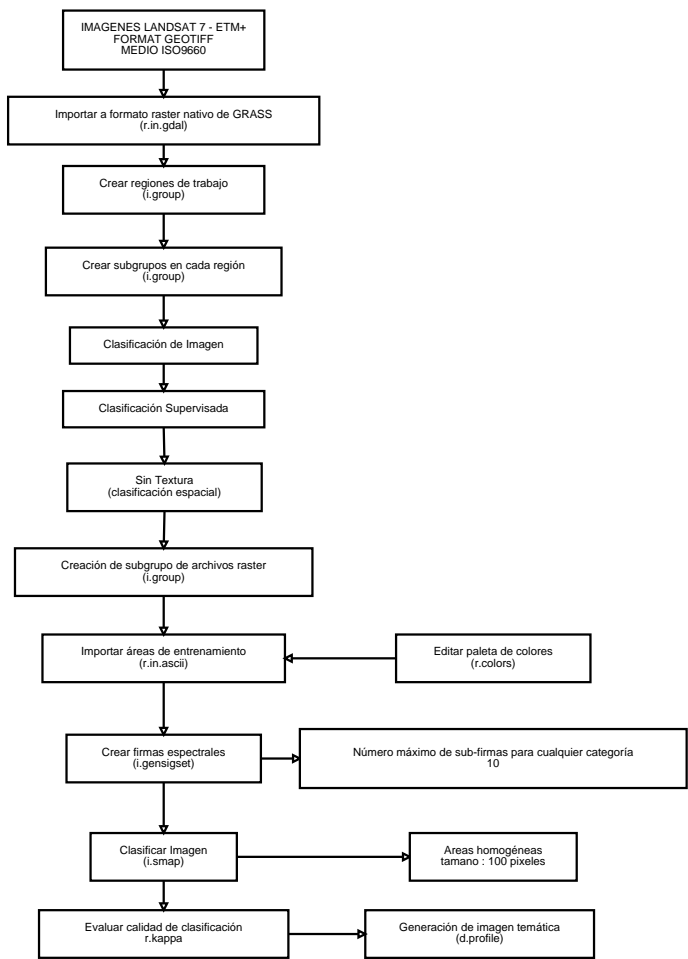 IMAGENES LANDSAT 7 - ETM+
FORMAT GEOTIFF
MEDIO ISO9660
Importar a formato raster nativo de GRASS
(r.in.gdal)
Crear regiones de trabajo
(i.group)
Crear subgrupos en cada región
(i.group)
Clasificación de Imagen
Clasificación Supervisada
Sin Textura
(clasificación espacial)
Creación de subgrupo de archivos raster
(i.group)
Importar áreas de entrenamiento
(r.in.ascii)
Editar paleta de colores
(r.colors)
Crear firmas espectrales
(i.gensigset)
Número máximo de sub-firmas para cualquier categoría
10
Clasificar Imagen
(i.smap)
Areas homogéneas
tamano : 100 pixeles
Evaluar calidad de clasificación
r.kappa
Generación de imagen temática
(d.profile)